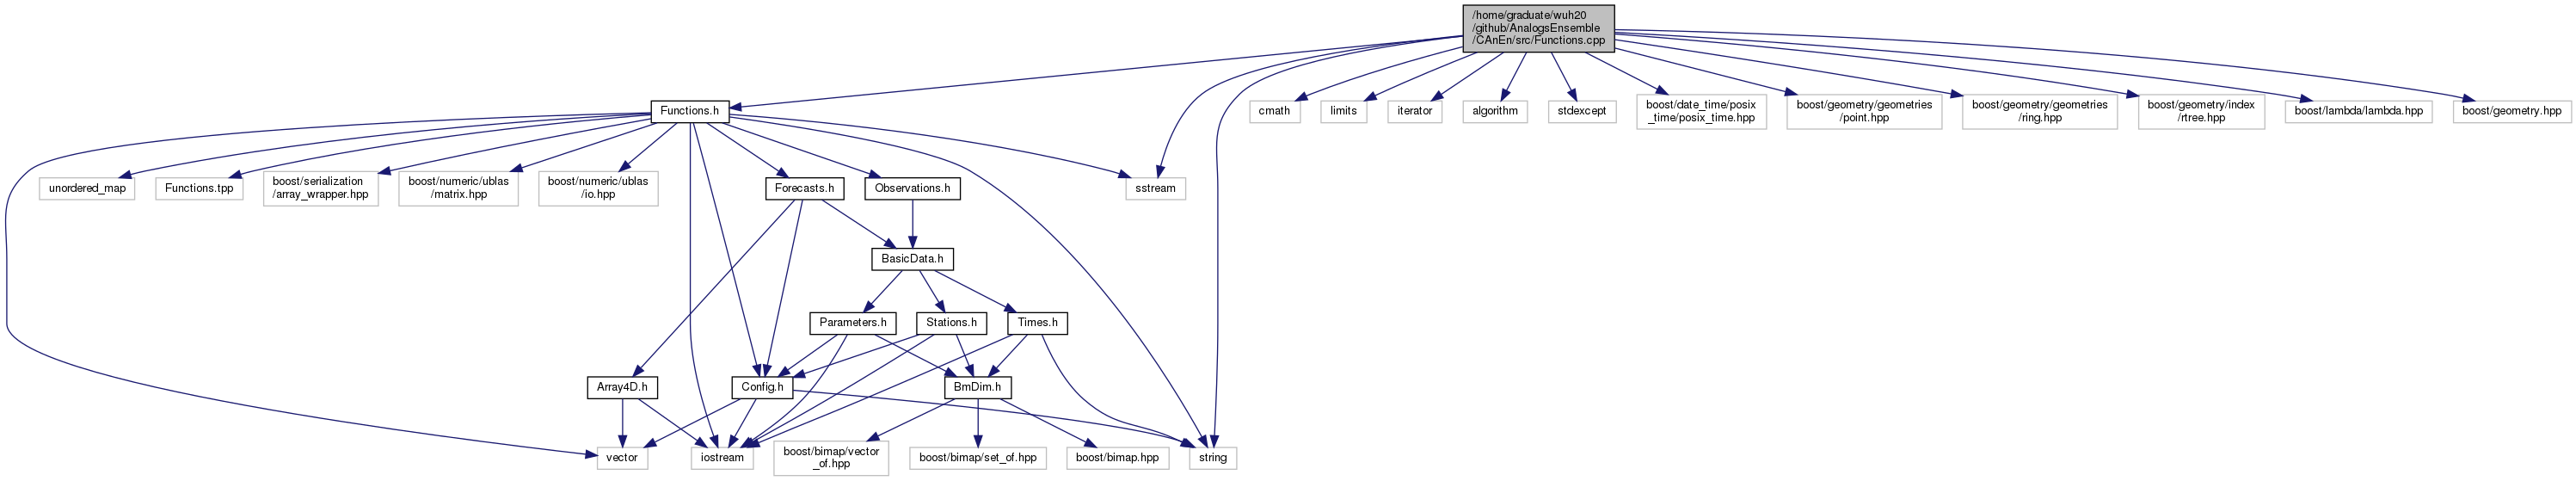 /home/graduate/wuh20
/github/AnalogsEnsemble
/CAnEn/src/Functions.cpp
Functions.h
cmath
limits
iterator
algorithm
stdexcept
boost/date_time/posix
_time/posix_time.hpp
boost/geometry/geometries
/point.hpp
boost/geometry/geometries
/ring.hpp
boost/geometry/index
/rtree.hpp
boost/lambda/lambda.hpp
boost/geometry.hpp
unordered_map
Functions.tpp
boost/serialization
/array_wrapper.hpp
boost/numeric/ublas
/matrix.hpp
boost/numeric/ublas
/io.hpp
Forecasts.h
Observations.h
sstream
BasicData.h
Parameters.h
Stations.h
Times.h
Array4D.h
Config.h
BmDim.h
vector
iostream
boost/bimap/vector
_of.hpp
boost/bimap/set_of.hpp
boost/bimap.hpp
string